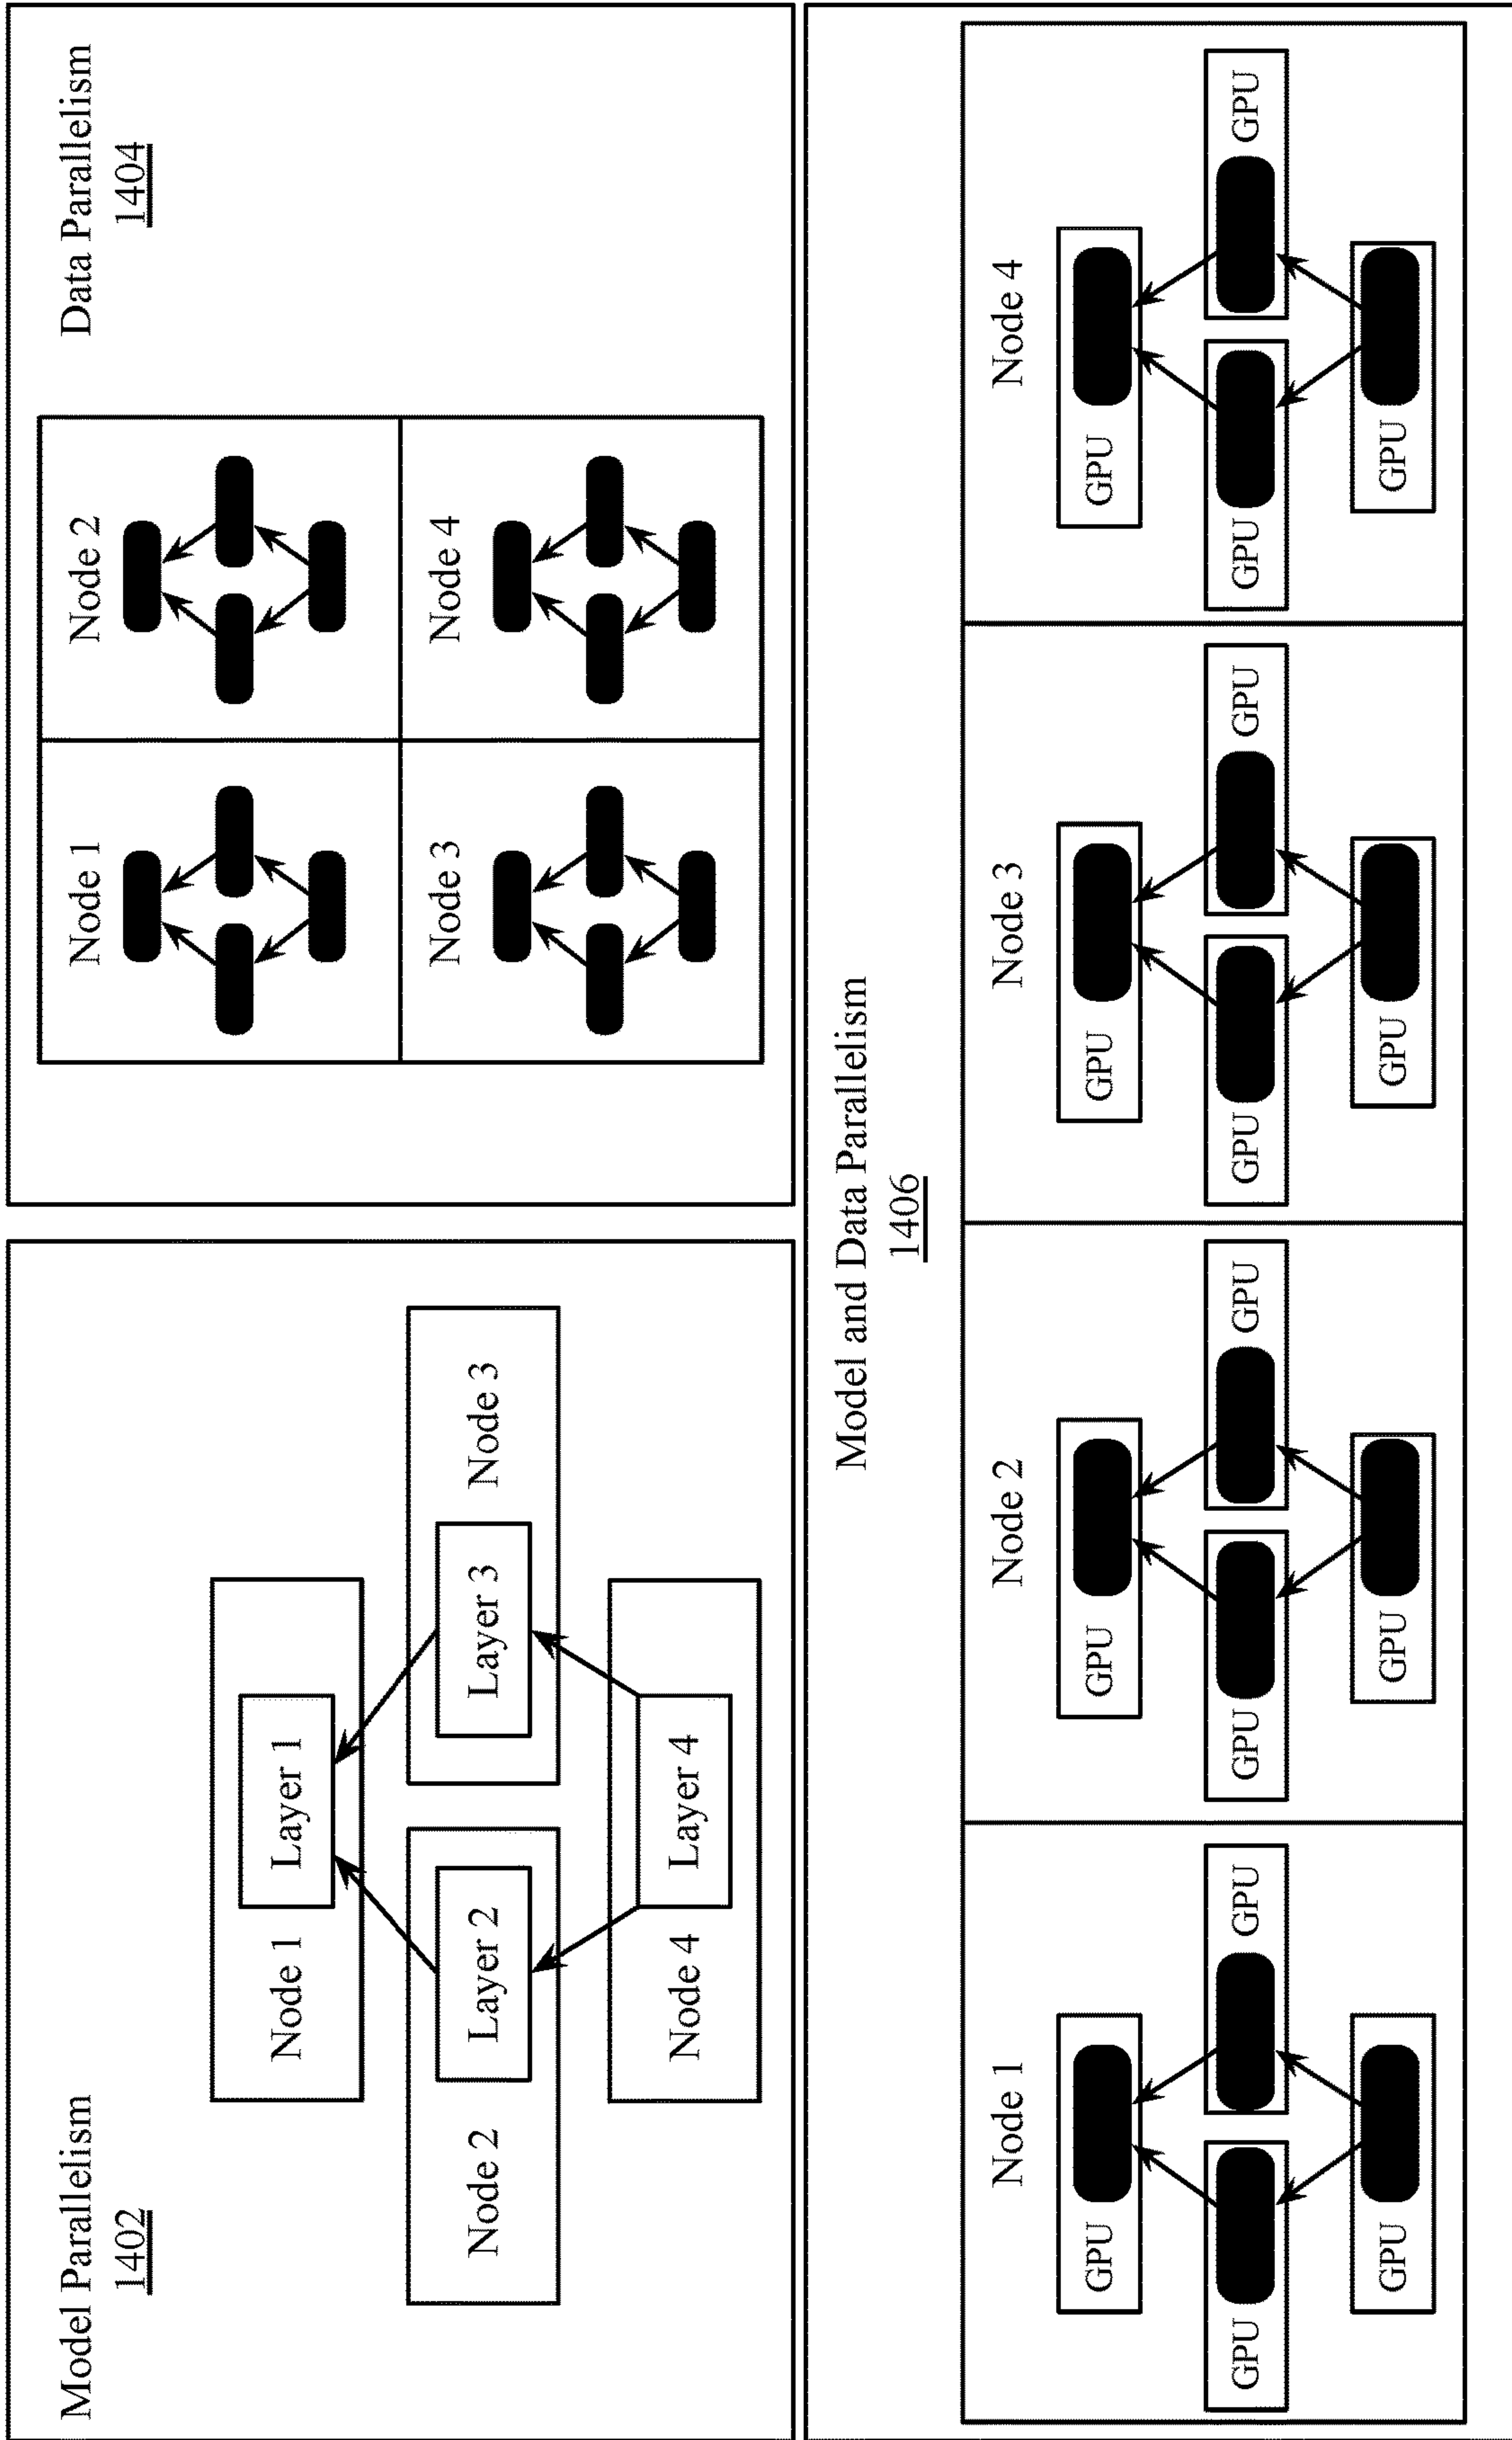 Model Parallelism
1402
Node 1
Layer 1
Node 2
Layer 2
Layer 3
Node 3
Node 4
Layer 4
Data Parallelism
1404
Node 1
Node 2
Node 3
Node 4
Model and Data Parallelism
1406
Node 1
GPU
GPU
GPU
GPU
Node 2
GPU
GPU
GPU
GPU
Node 3
GPU
GPU
GPU
GPU
Node 4
GPU
GPU
GPU
GPU